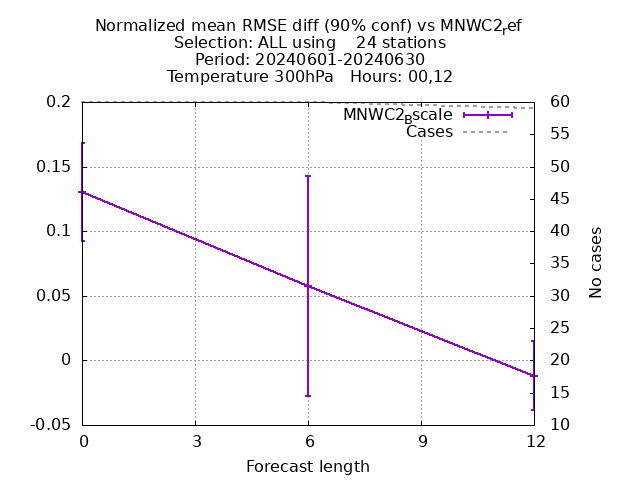 Normalized mean RMSE diff (90% conf) vs MNWC2ref
Selection: ALL using    24 stations
Period: 20240601-20240630
Temperature 300hPa   Hours: 00,12
MNWC2Bscale
Cases
0.2
0.15
0.1
0.05
0
-0.05
60
55
50
45
40
35
30
25
20
15
10
No cases
0 3 6 9 12
Forecast length